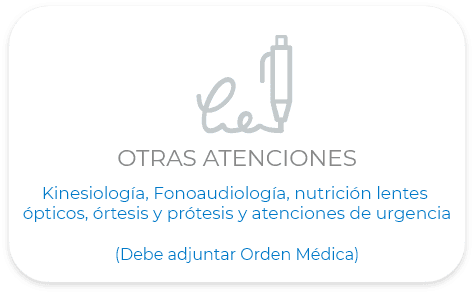 OTRAS ATENCIONES
Kinesiología, Fonoaudiología, nutrición lentes
ópticos, órtesis y prótesis y atenciones de urgencia
(Debe adjuntar Orden Médica)